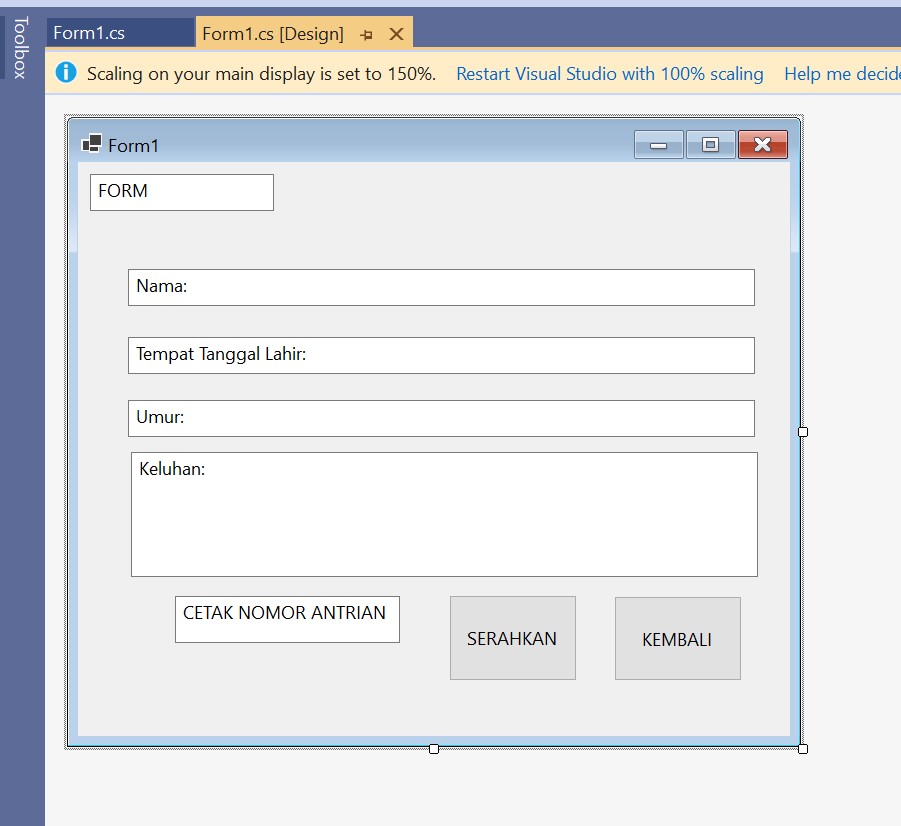 Toolbox
Form1.cs
Form1.cs [Design]
Scaling on your main display is set to 150%. Restart Visual Studio with 100% scaling Help me decide
Form1
FORM
Nama:
Tempat Tanggal Lahir:
Umur:
Keluhan:
CETAK NOMOR ANTRIAN
SERAHKAN
KEMBALI